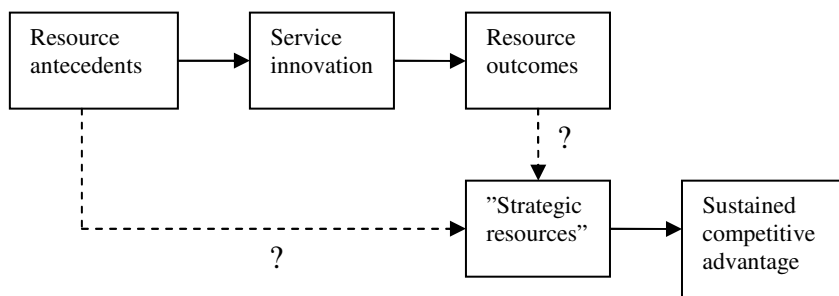 Resource
antecedents
Service
innovation
Resource
outcomes
?
”Strategic
resources”
Sustained
competitive
advantage
?